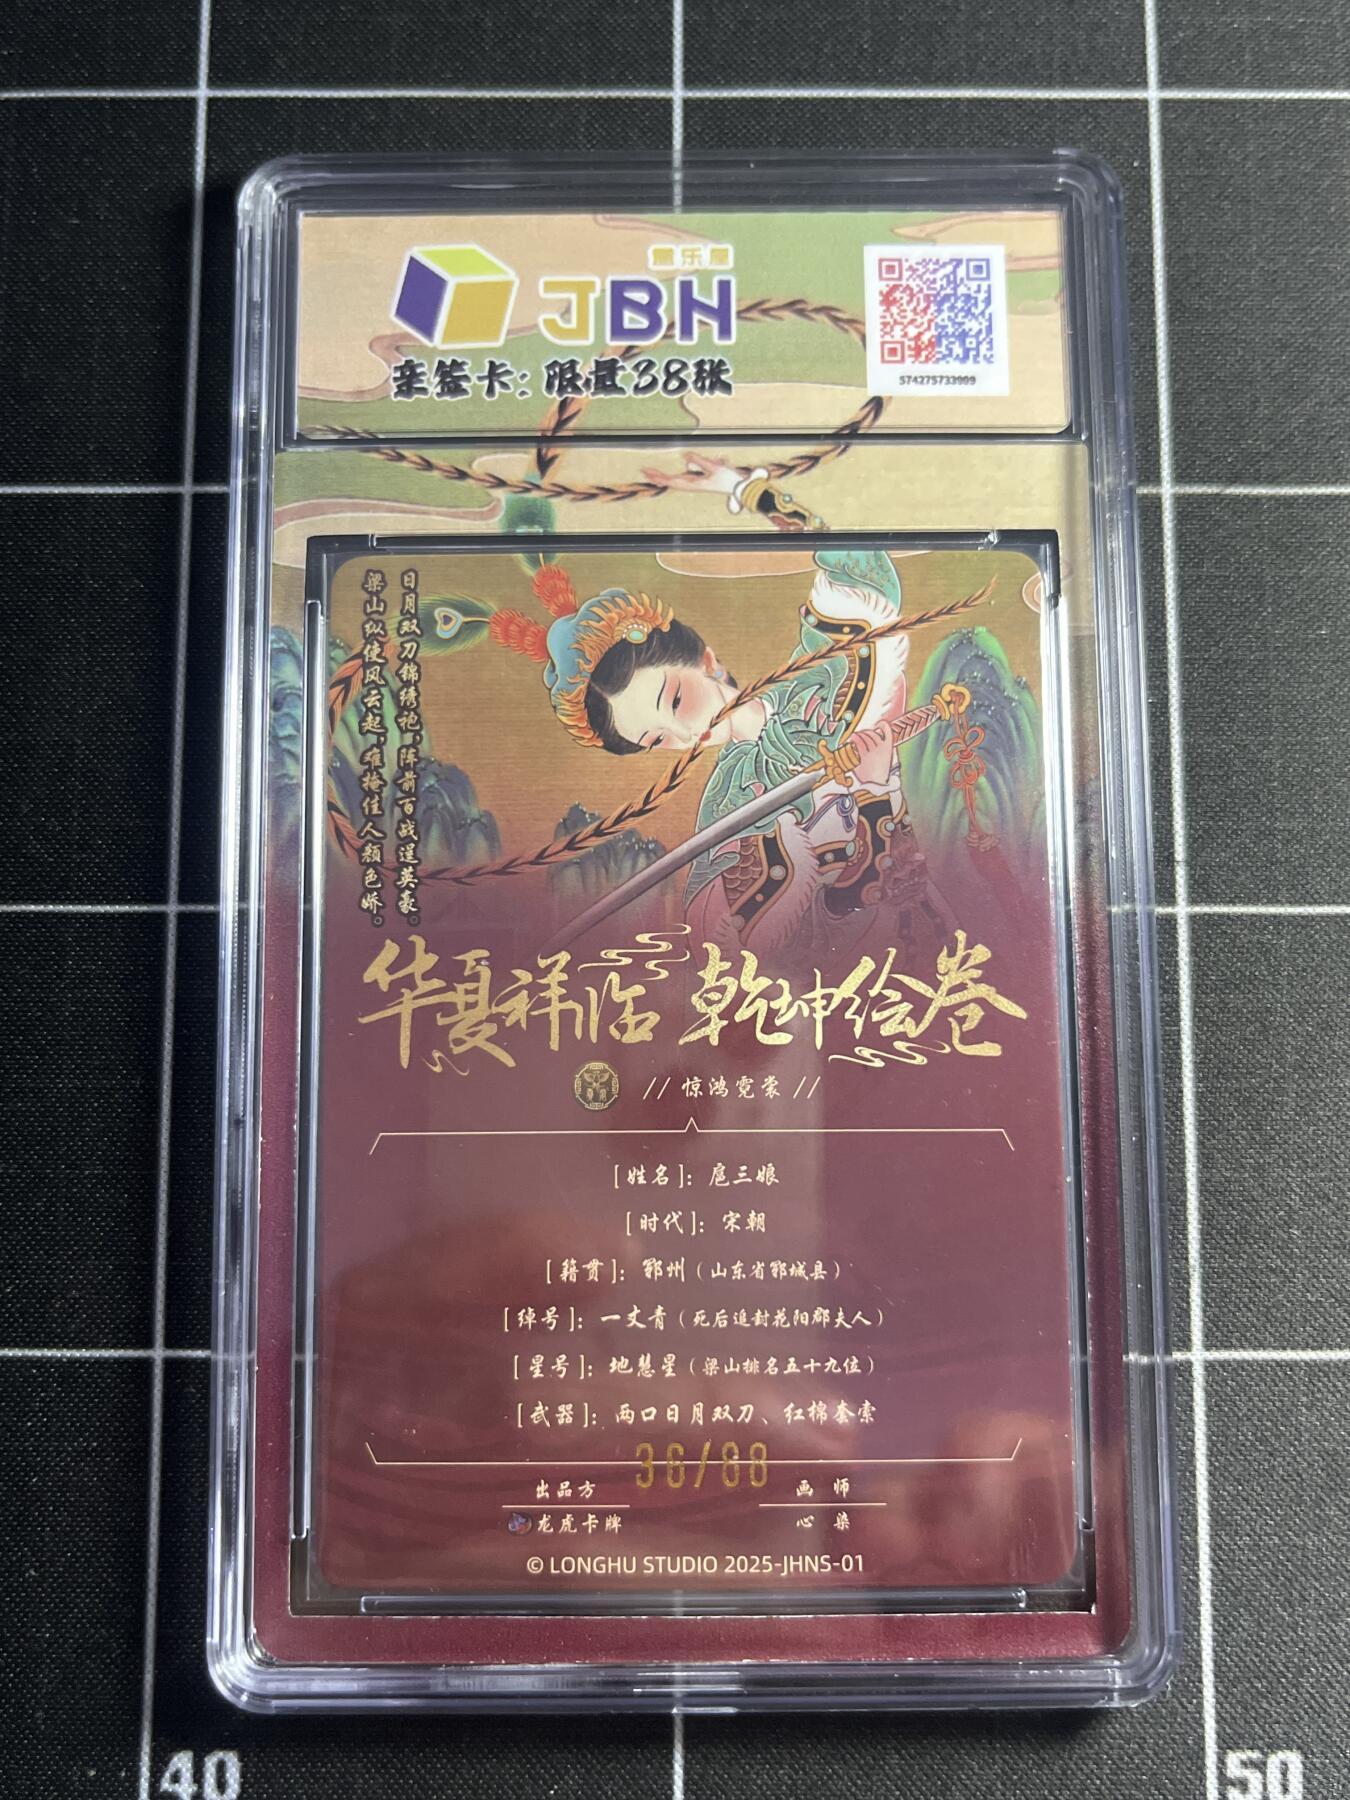 集乐屋
JBH
亲签卡：限量38张
574275733909
日月双刀锦绣袍，阵前百战逞英豪。
梁山纵使风云起，难掩佳人颜色娇。
华夏祥临 乾坤绘卷
// 惊鸿霓裳 //
[姓名]：扈三娘
[时代]：宋朝
[籍贯]：郓州（山东省郓城县）
[绰号]：一丈青（死后追封花阳郡夫人）
[星号]：地慧星（梁山排名五十九位）
[武器]：两口日月双刀、红棉套索
36/88
出品方 画师
龙虎卡牌 心染
© LONGHU STUDIO 2025-JHNS-01
40 50